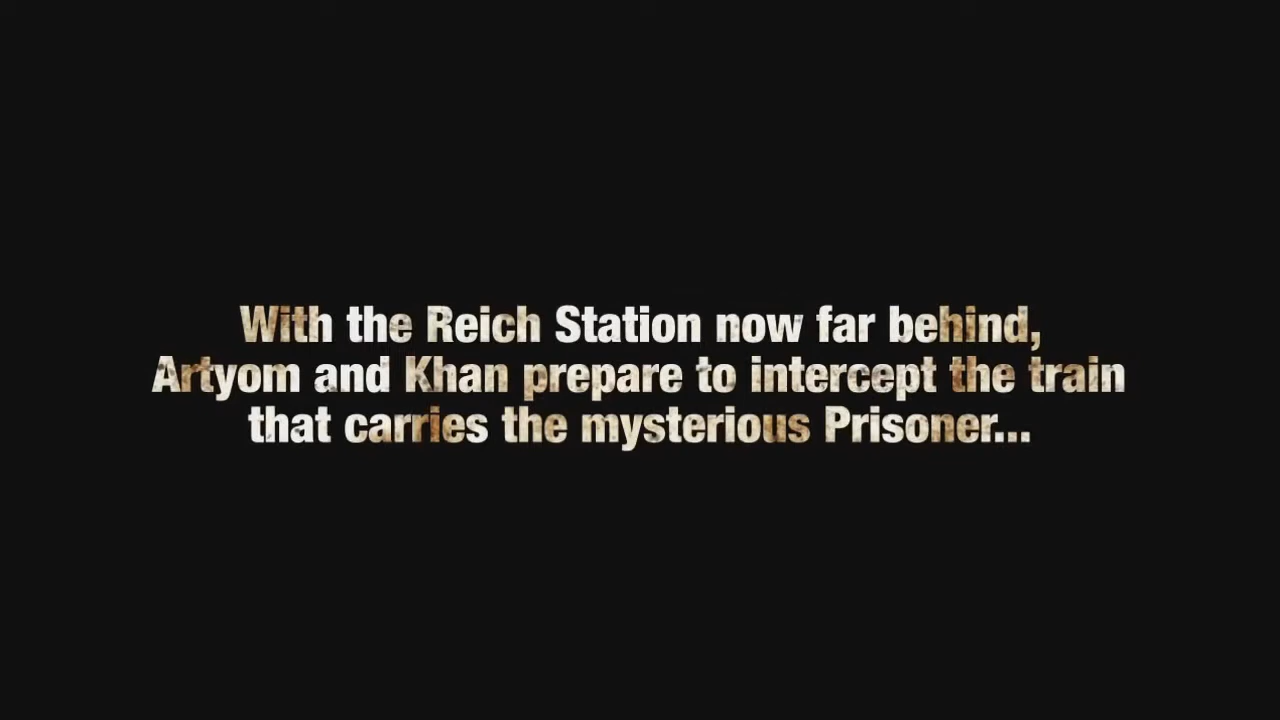 With the Reich Station now far behind,
Artyom and Khan prepare to intercept the train
that carries the mysterious Prisoner...